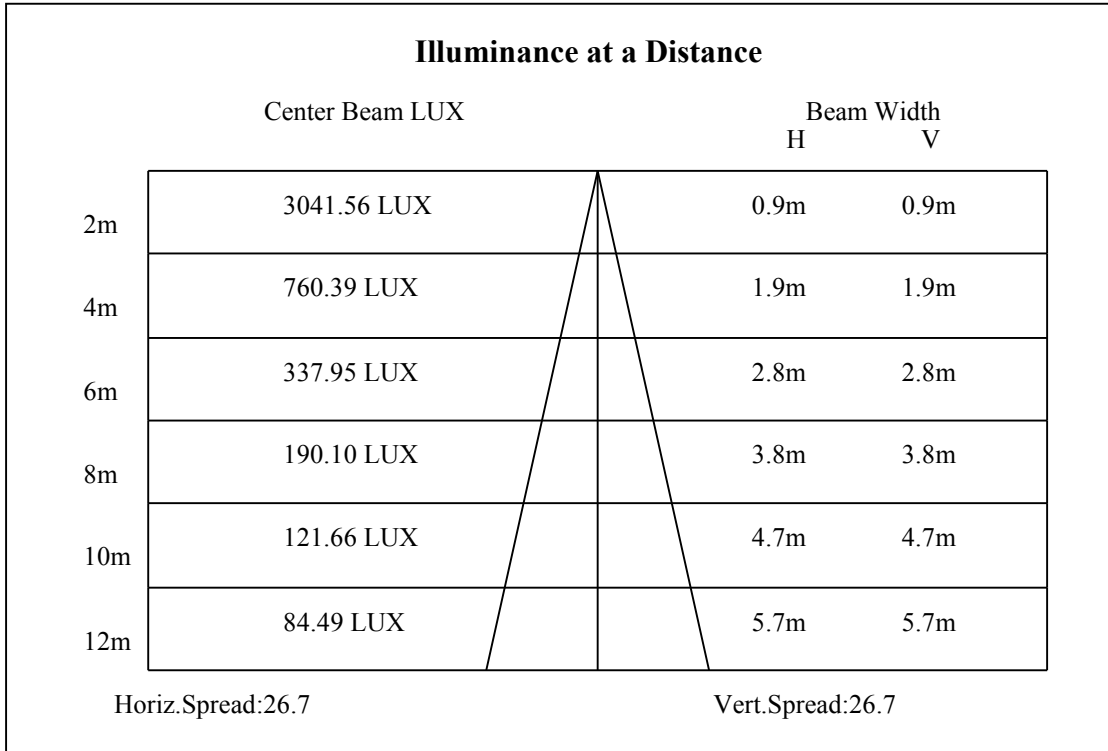 Illuminance at a Distance
Center Beam LUX Beam Width
H V
2m 3041.56 LUX 0.9m 0.9m
4m 760.39 LUX 1.9m 1.9m
6m 337.95 LUX 2.8m 2.8m
8m 190.10 LUX 3.8m 3.8m
10m 121.66 LUX 4.7m 4.7m
12m 84.49 LUX 5.7m 5.7m
Horiz.Spread:26.7 Vert.Spread:26.7